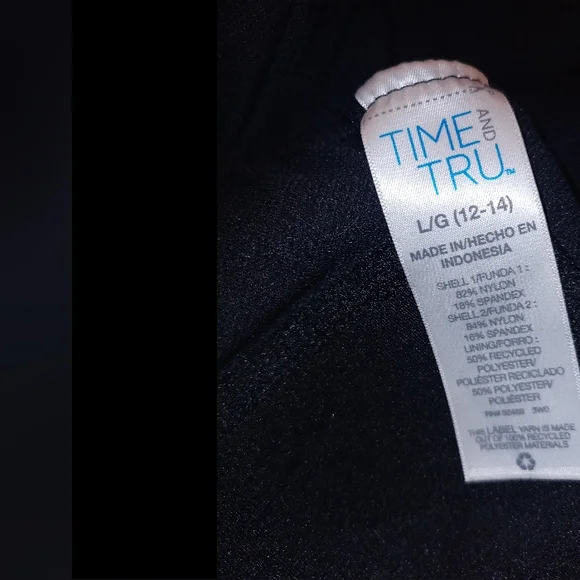 TIME AND
TRU™
L/G (12-14)
MADE IN/HECHO EN
INDONESIA
SHELL 1/FUNDA 1 :
82% NYLON
18% SPANDEX
SHELL 2/FUNDA 2 :
84% NYLON
16% SPANDEX
LINING/FORRO :
50% RECYCLED
POLYESTER/
POLIÉSTER RECICLADO
50% POLYESTER/
POLIÉSTER
THIS LABEL YARN IS MADE
OUT OF 100% RECYCLED
POLYESTER MATERIALS